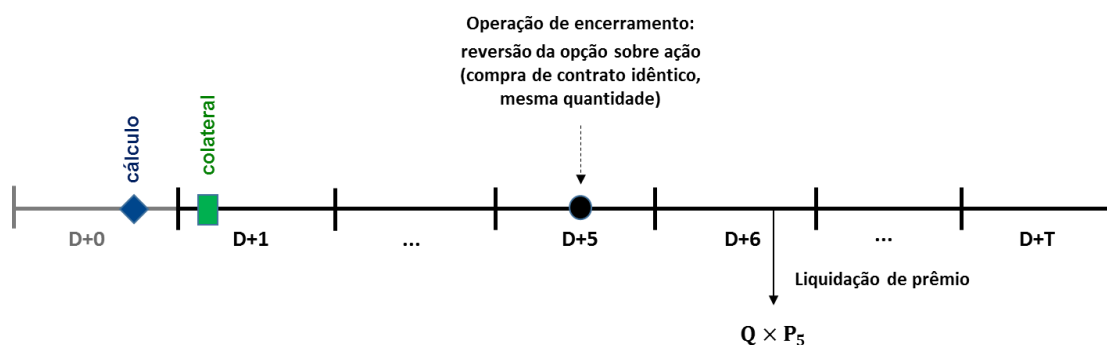 Operação de encerramento:
reversão da opção sobre ação
(compra de contrato idêntico,
mesma quantidade)
cálculo
colateral
D+0
D+1
...
D+5
D+6
...
D+T
Liquidação de prêmio
Q × P₅